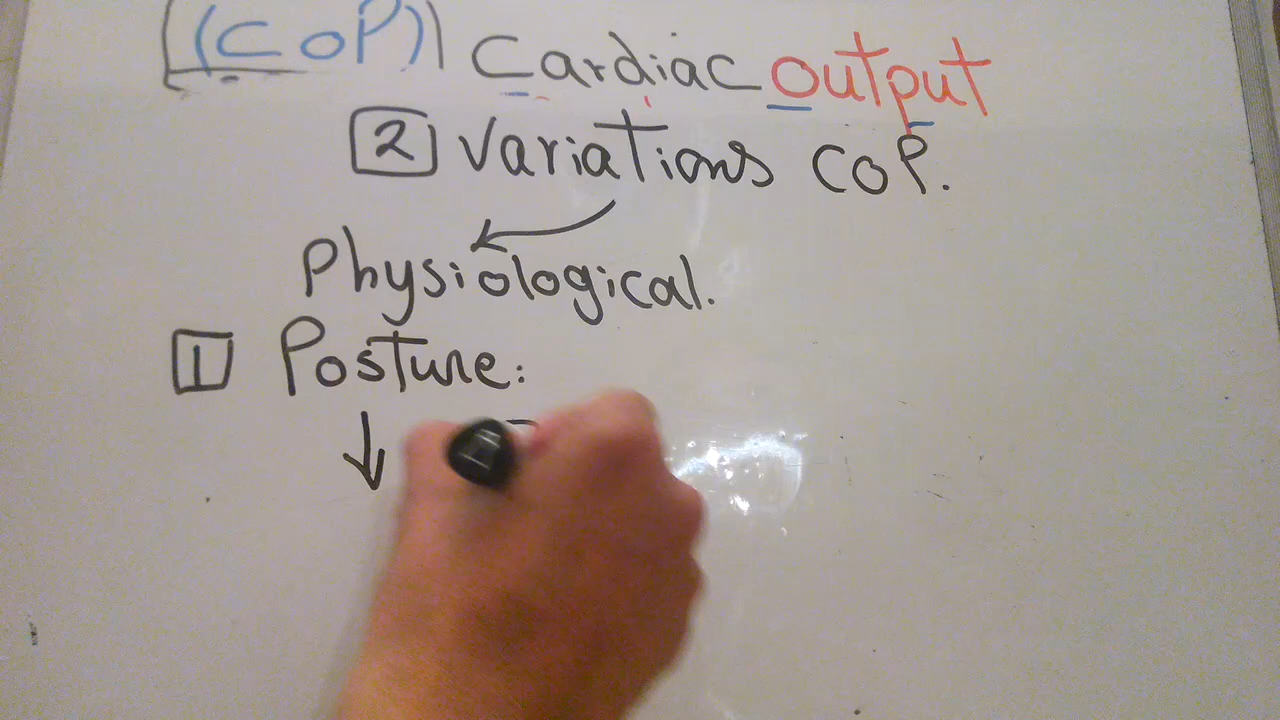 (CoP) Cardiac output
2 Variations COP.
Physiological.
1 Posture:
↓